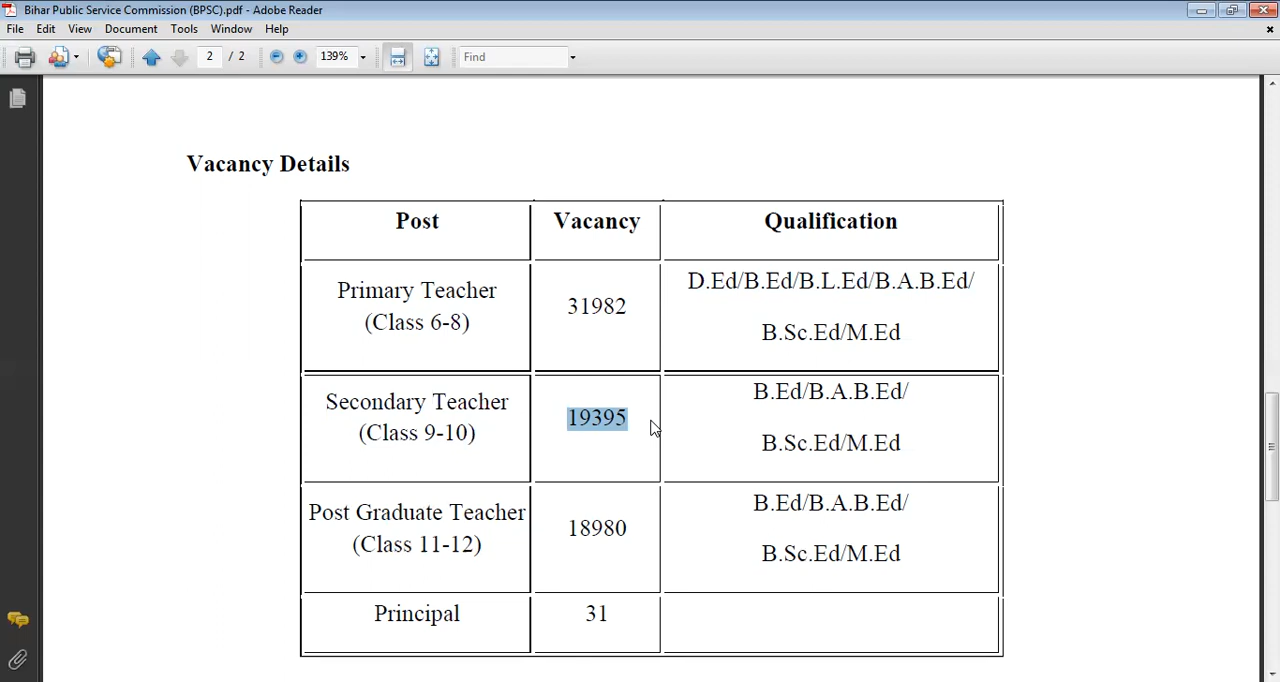 Bihar Public Service Commission (BPSC).pdf - Adobe Reader
File Edit View Document Tools Window Help
2 / 2 139% Find
Vacancy Details
Post Vacancy Qualification
Primary Teacher
(Class 6-8)
31982
D.Ed/B.Ed/B.L.Ed/B.A.B.Ed/
B.Sc.Ed/M.Ed
Secondary Teacher
(Class 9-10)
19395
B.Ed/B.A.B.Ed/
B.Sc.Ed/M.Ed
Post Graduate Teacher
(Class 11-12)
18980
B.Ed/B.A.B.Ed/
B.Sc.Ed/M.Ed
Principal 31